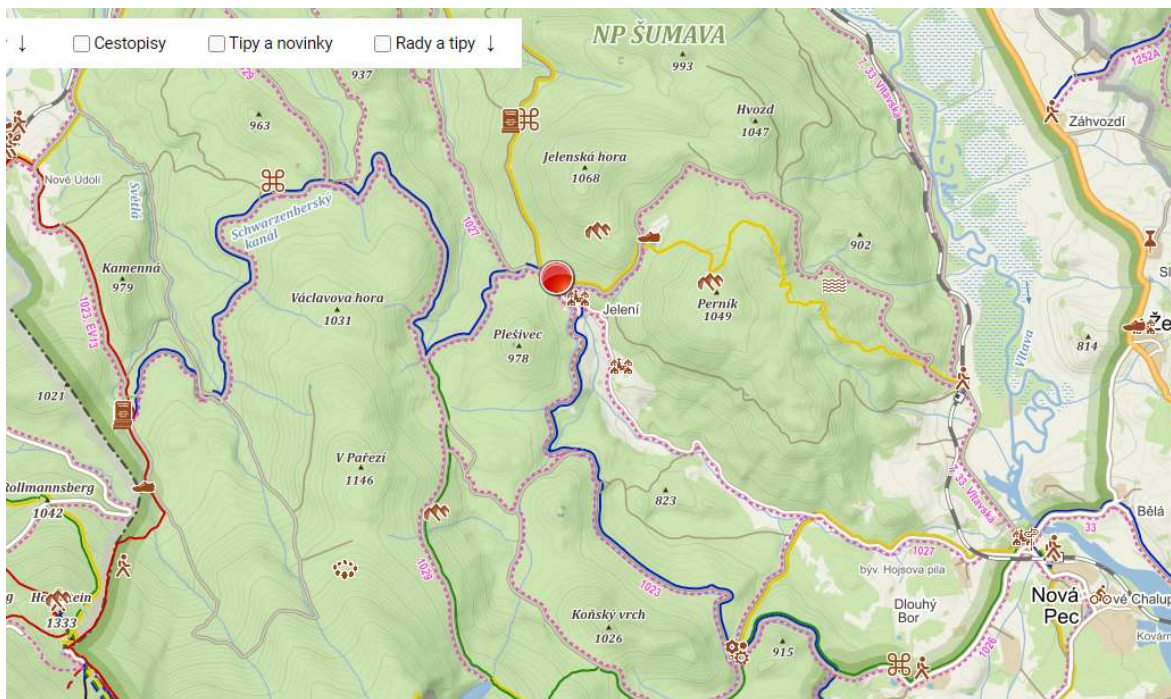 Cestopisy
Tipy a novinky
Rady a tipy
NP ŠUMAVA
993
937
963
Hvozd
1047
Jelenská hora
1068
7, 33, Vltavská
1252A
Záhvozdí
Nové Údolí
Světlá
Schwarzenberský
kanál
1027
902
Kamenná
979
1023, EV13
Václavova hora
1031
Perník
1049
Jelení
Plešivec
978
Vltava
814
1021
V Pařezí
1146
Rollmannsberg
1042
823
7, 33, Vltavská
33
Bělá
1027
býv. Hojsova pila
1029
1023
Nová
Pec
Dlouhý
Bor
1333
Koňský vrch
1026
915
1026